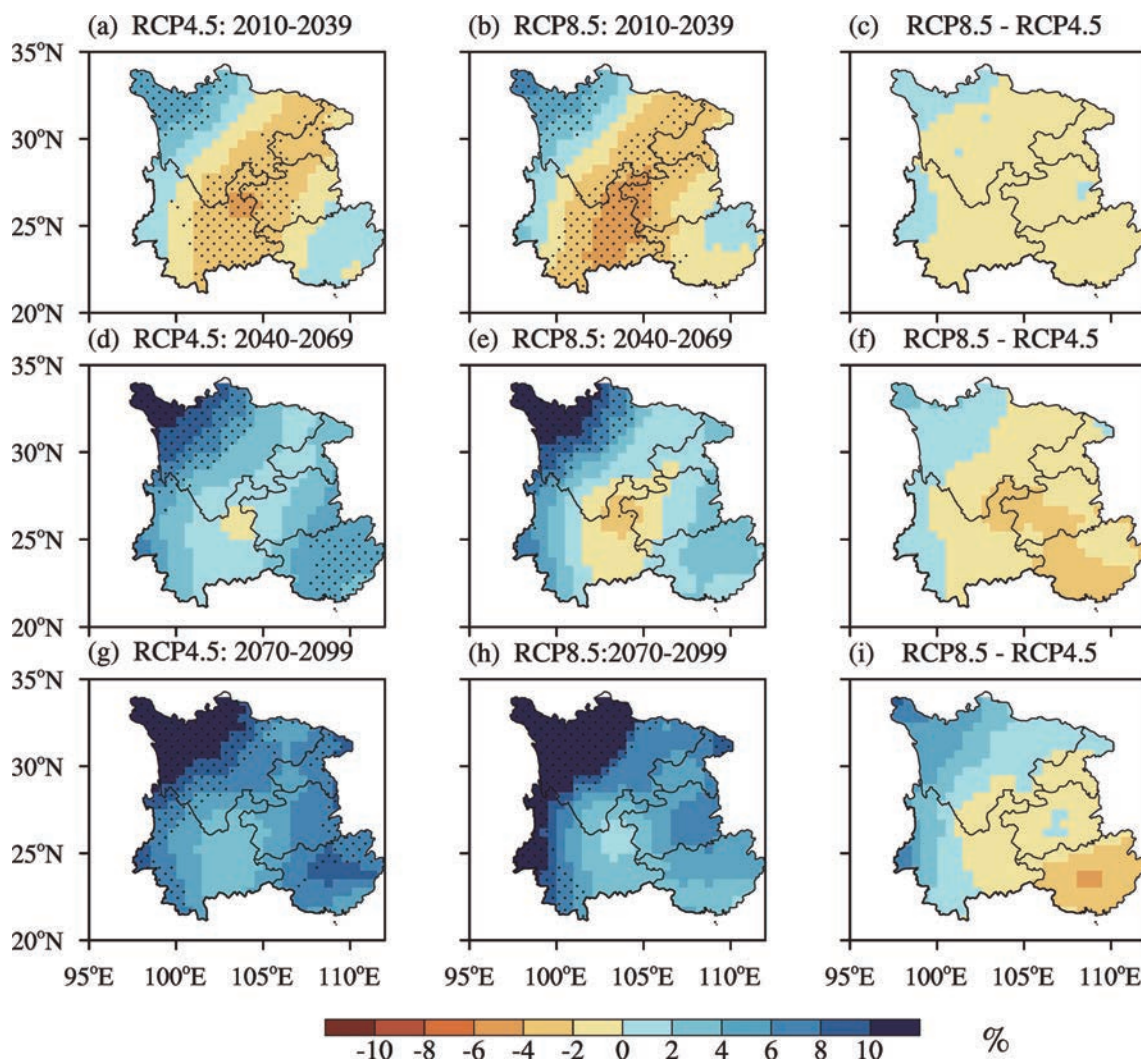 (a) RCP4.5: 2010-2039 (b) RCP8.5: 2010-2039 (c) RCP8.5 - RCP4.5
35°N
30°N
25°N
20°N
(d) RCP4.5: 2040-2069 (e) RCP8.5: 2040-2069 (f) RCP8.5 - RCP4.5
35°N
30°N
25°N
20°N
(g) RCP4.5: 2070-2099 (h) RCP8.5:2070-2099 (i) RCP8.5 - RCP4.5
35°N
30°N
25°N
20°N
95°E 100°E 105°E 110°E 95°E 100°E 105°E 110°E 95°E 100°E 105°E 110°E
-10 -8 -6 -4 -2 0 2 4 6 8 10 %